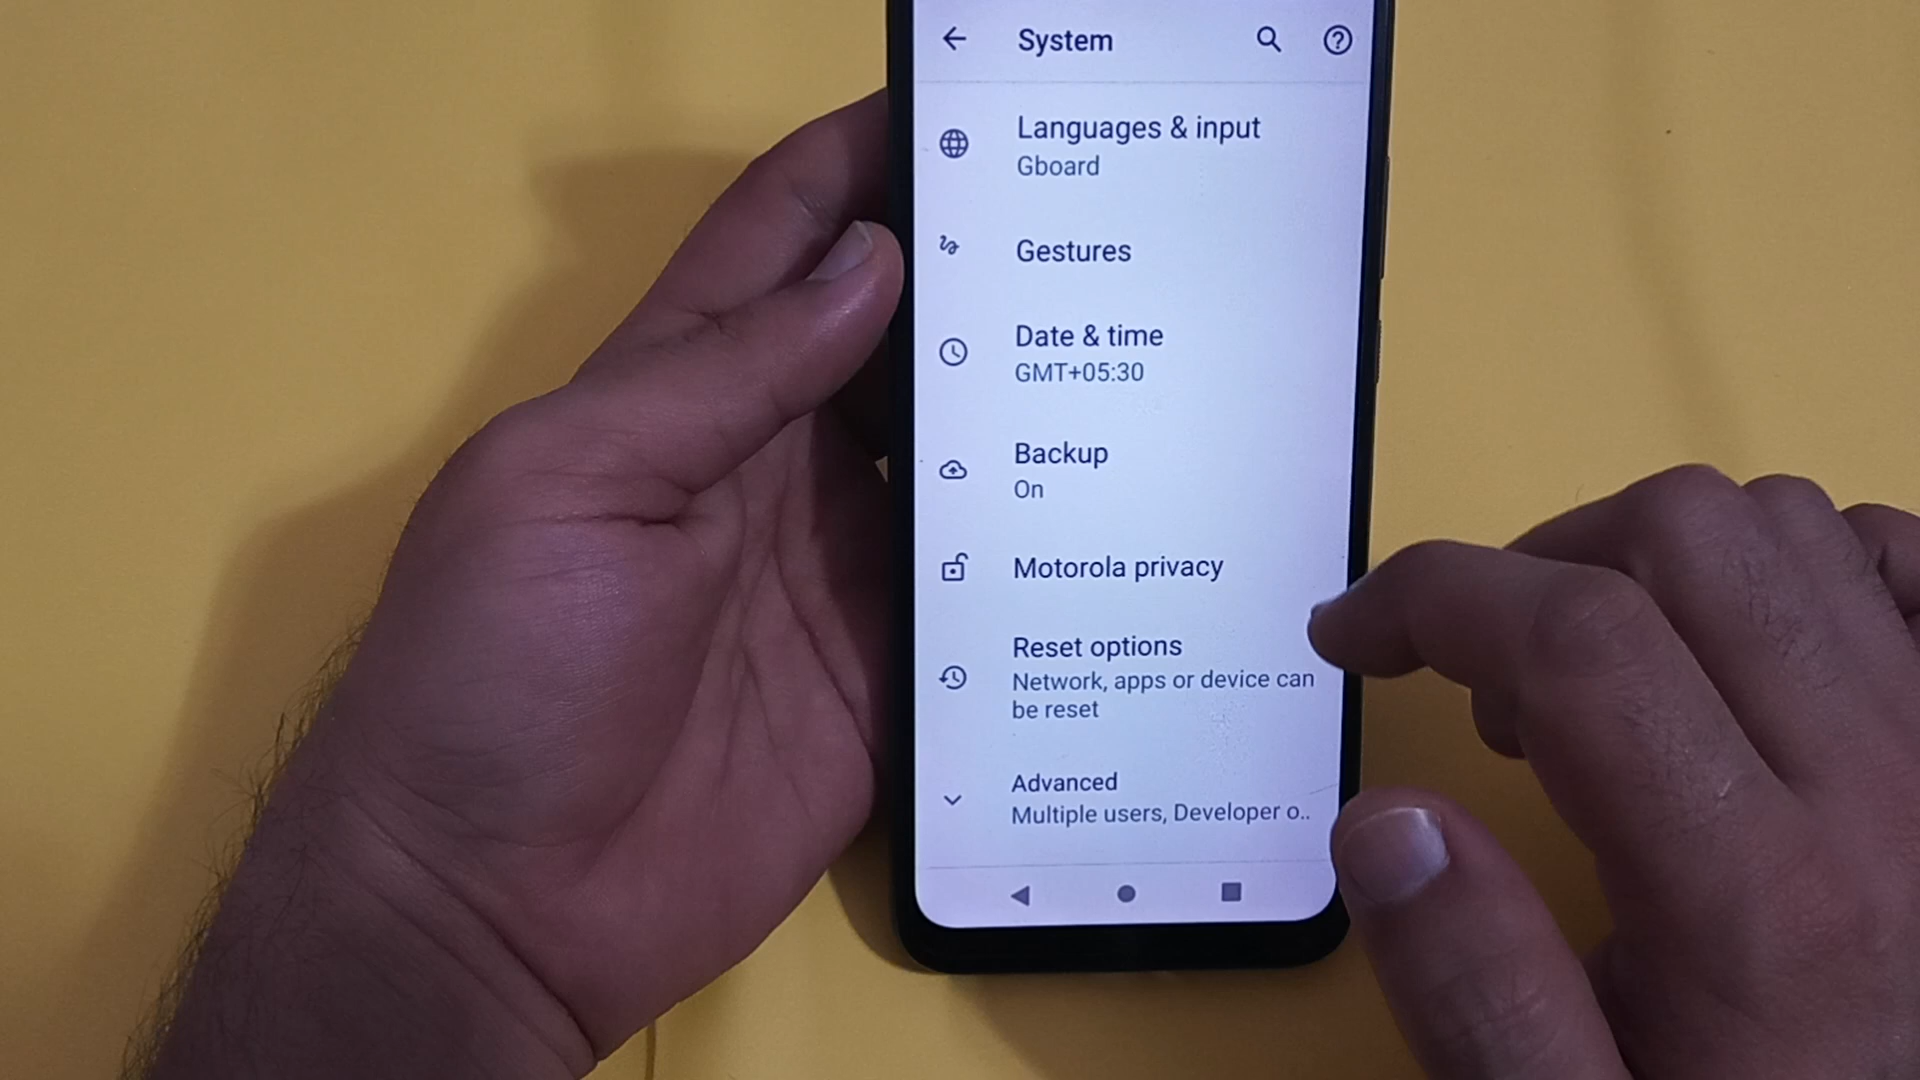 System
Languages & input
Gboard
Gestures
Date & time
GMT+05:30
Backup
On
Motorola privacy
Reset options
Network, apps or device can
be reset
Advanced
Multiple users, Developer o..